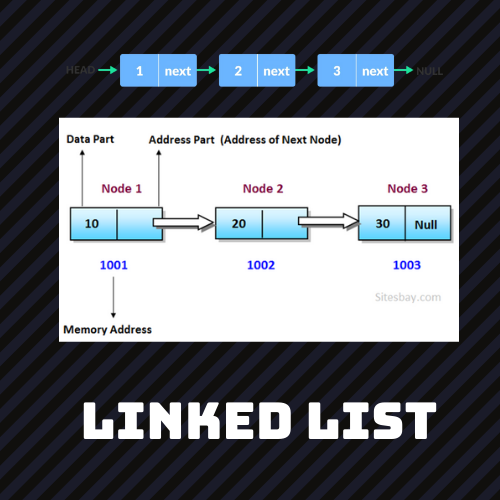 HEAD 1 next 2 next 3 next NULL
Data Part Address Part (Address of Next Node)
Node 1 Node 2 Node 3
10 20 30 Null
1001 1002 1003
Sitesbay.com
Memory Address
LINKED LIST